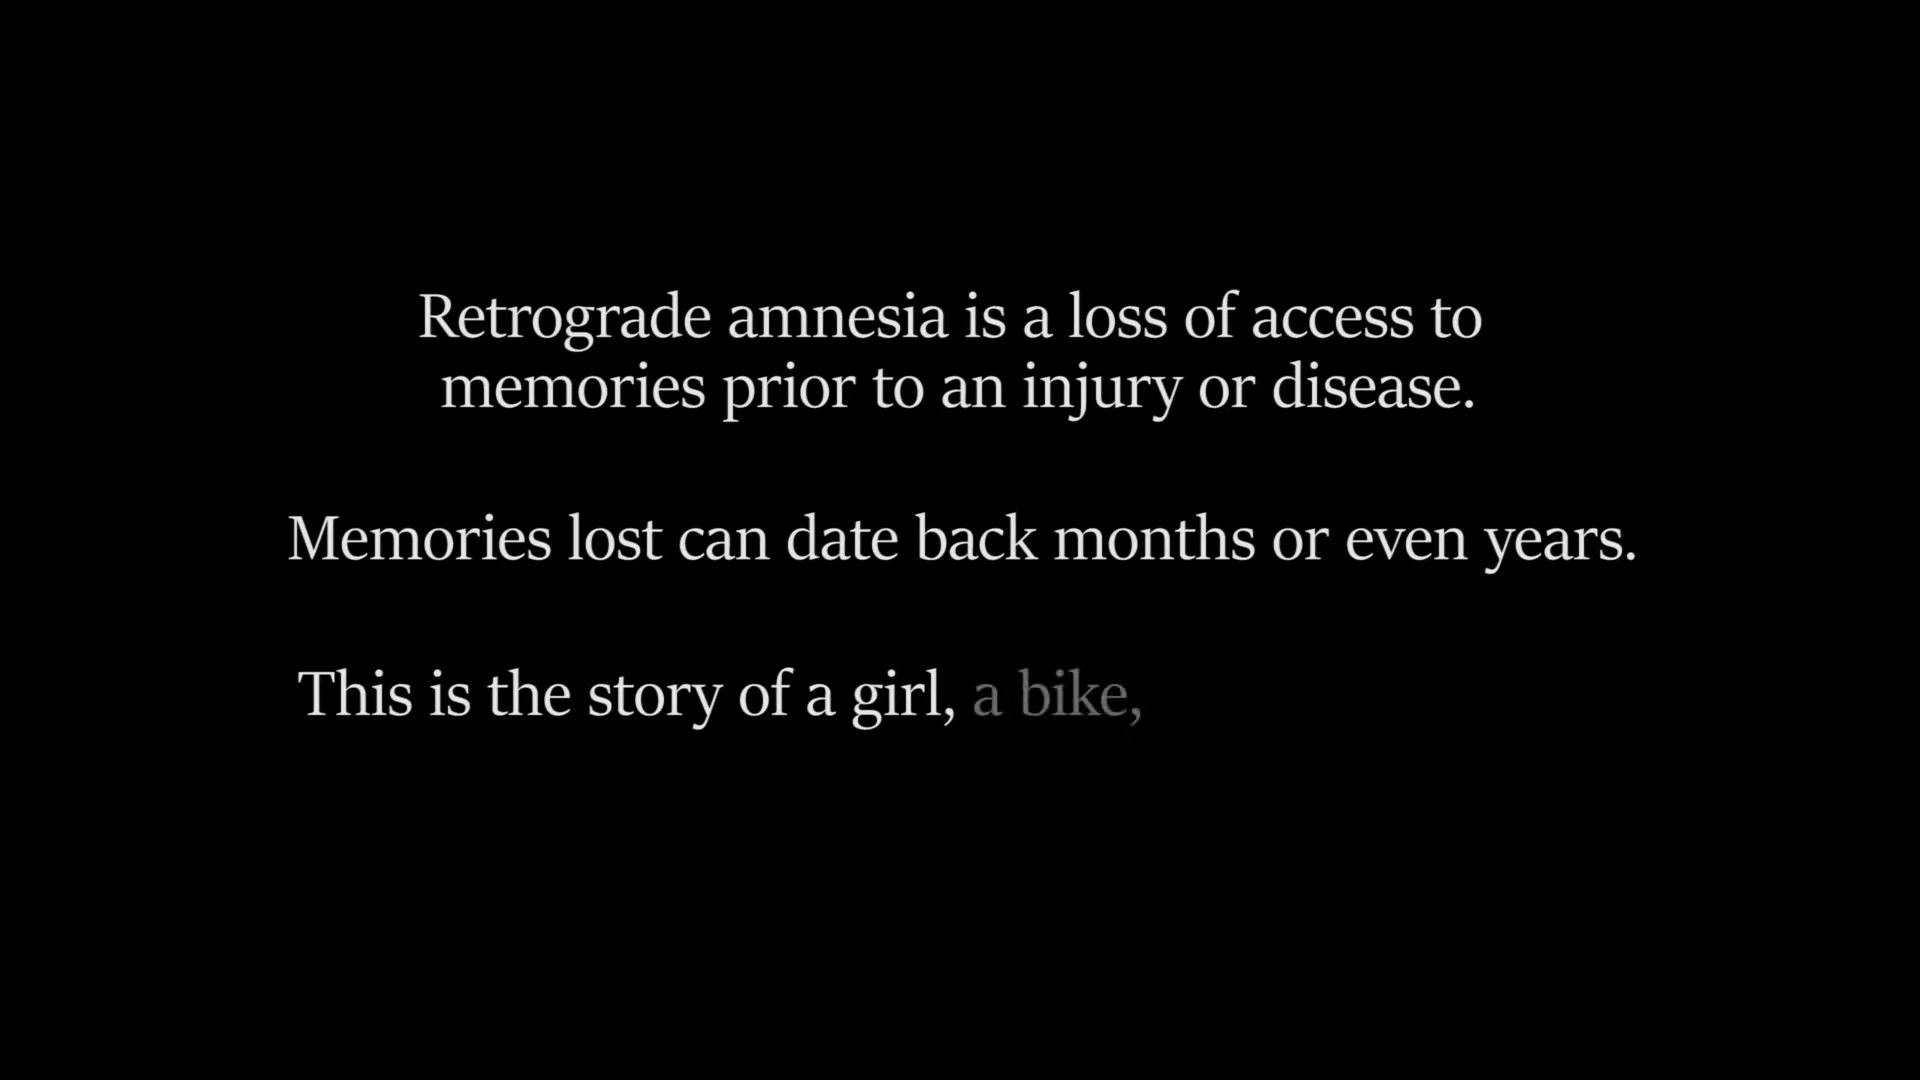 Retrograde amnesia is a loss of access to
memories prior to an injury or disease.
Memories lost can date back months or even years.
This is the story of a girl, a bike,